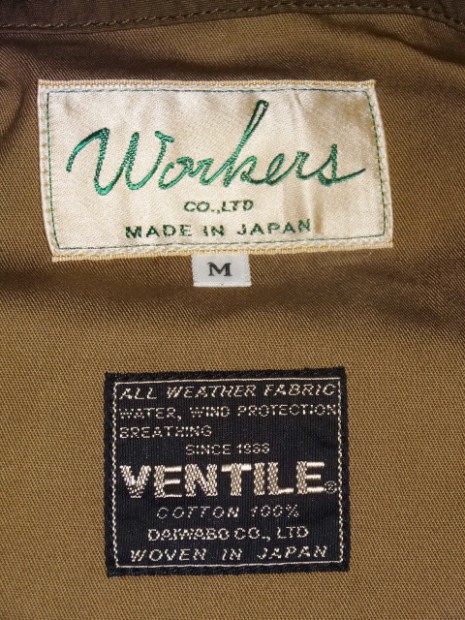 Workers
CO., LTD
MADE IN JAPAN
M
ALL WEATHER FABRIC
WATER, WIND PROTECTION
BREATHING
SINCE 1988
VENTILE®
COTTON 100%
DAIWABO CO., LTD
WOVEN IN JAPAN